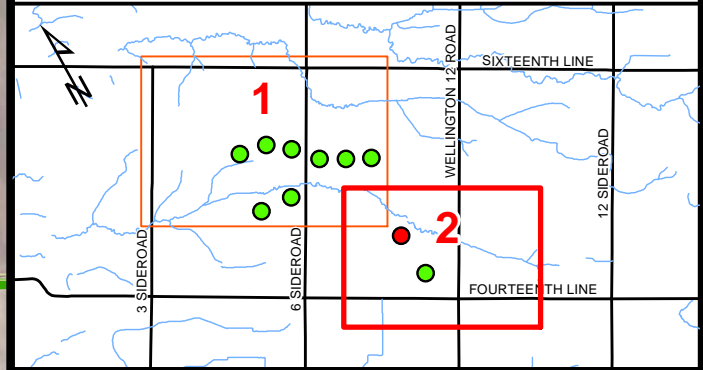 SIXTEENTH LINE
WELLINGTON 12 ROAD
1
N
12 SIDEROAD
2
3 SIDEROAD
6 SIDEROAD
FOURTEENTH LINE